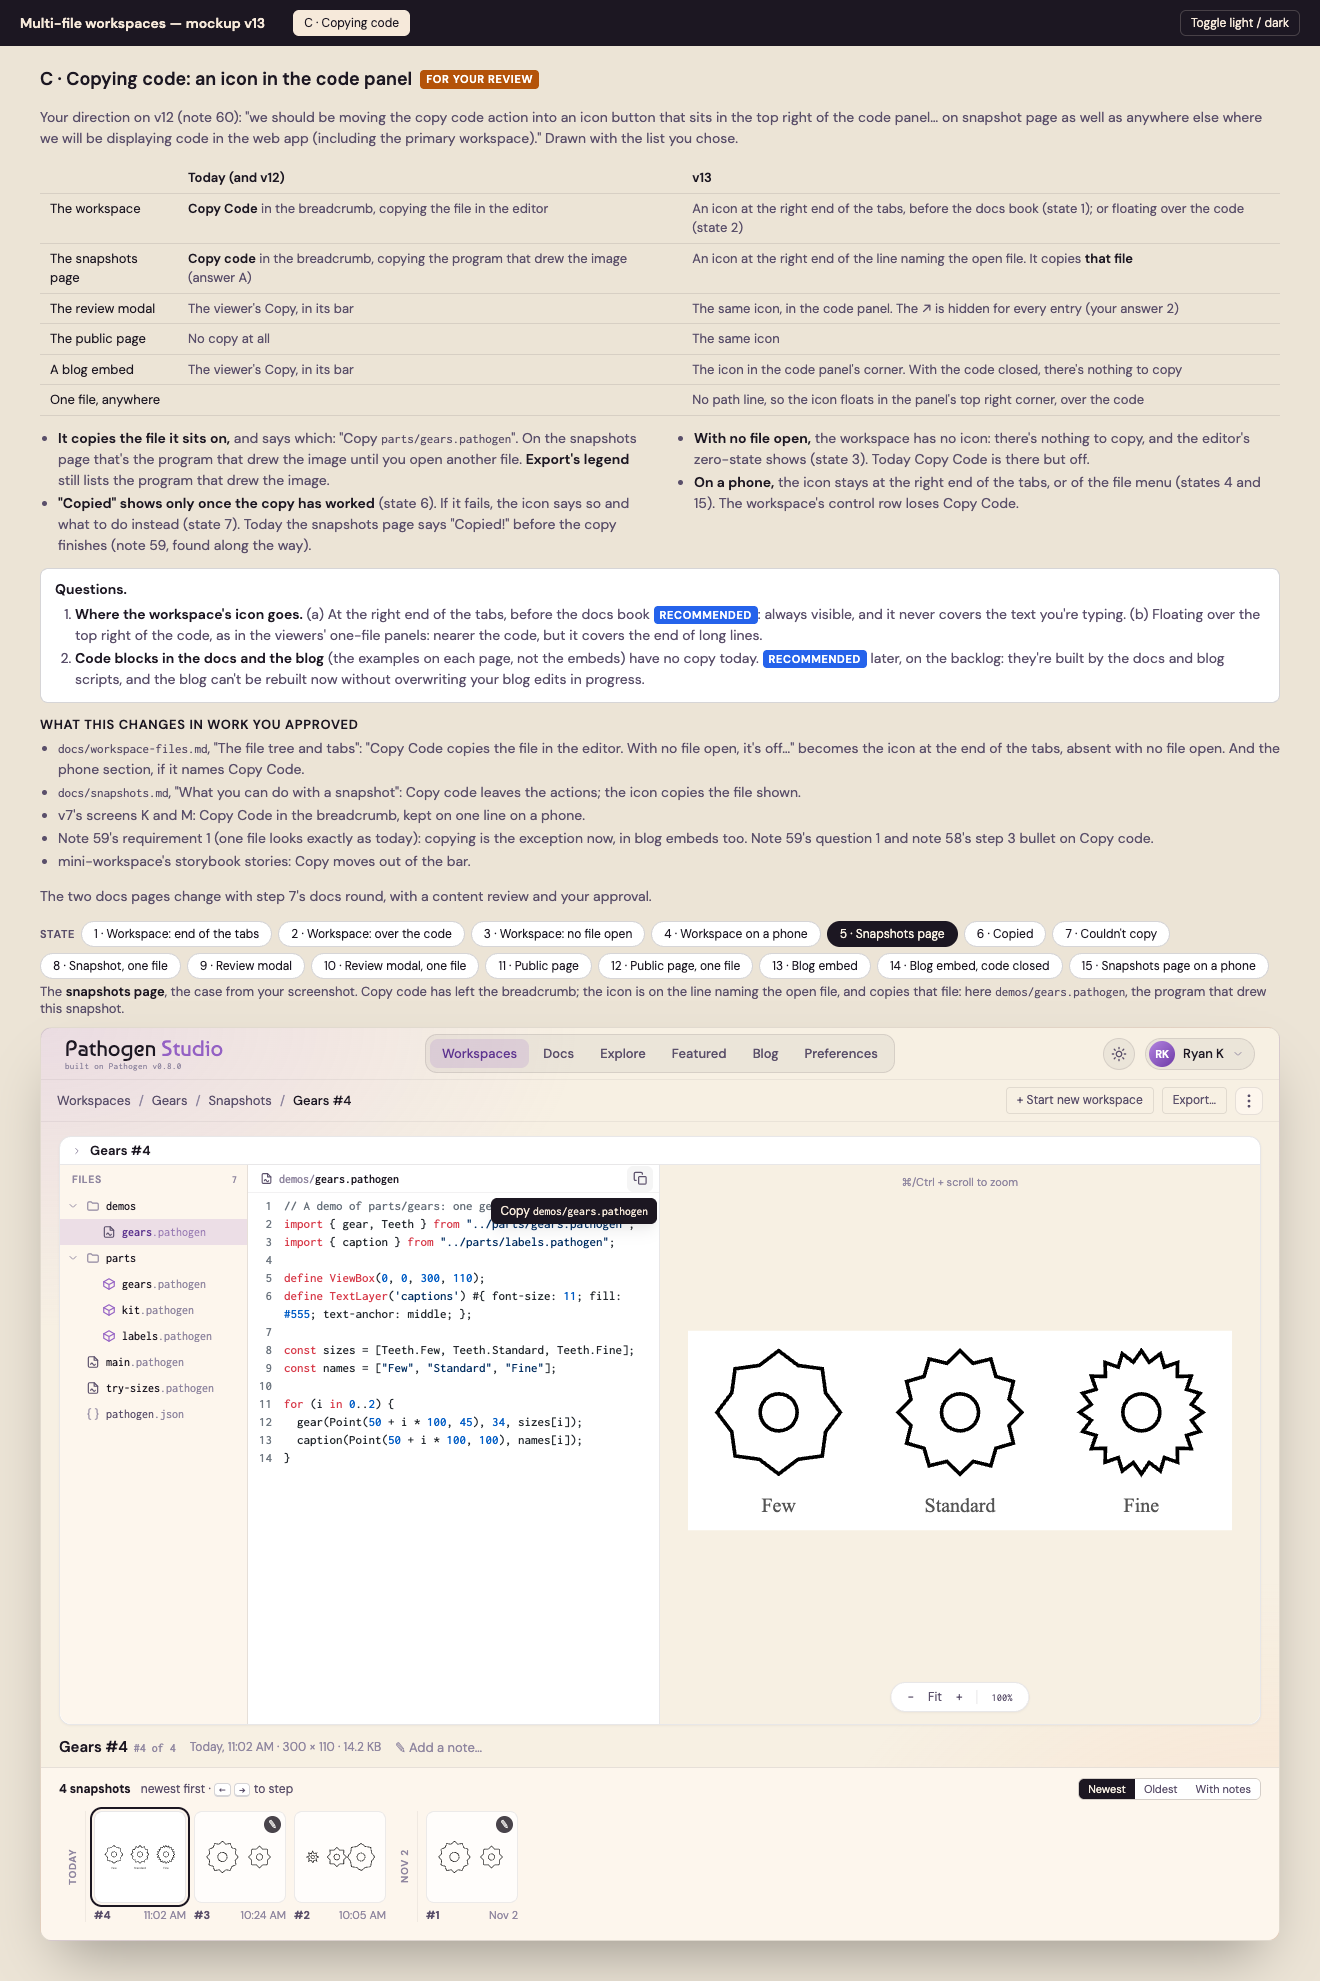 Multi-file workspaces — mockup v13
C · Copying code
Toggle light / dark
C · Copying code: an icon in the code panel FOR YOUR REVIEW
Your direction on v12 (note 60): "we should be moving the copy code action into an icon button that sits in the top right of the code panel... on snapshot page as well as anywhere else where
we will be displaying code in the web app (including the primary workspace)." Drawn with the list you chose.
Today (and v12) v13
The workspace Copy Code in the breadcrumb, copying the file in the editor An icon at the right end of the tabs, before the docs book (state 1); or floating over the code
(state 2)
The snapshots Copy code in the breadcrumb, copying the program that drew the image An icon at the right end of the line naming the open file. It copies that file
page (answer A)
The review modal The viewer's Copy, in its bar The same icon, in the code panel. The ↗ is hidden for every entry (your answer 2)
The public page No copy at all The same icon
A blog embed The viewer's Copy, in its bar The icon in the code panel's corner. With the code closed, there's nothing to copy
One file, anywhere No path line, so the icon floats in the panel's top right corner, over the code
• It copies the file it sits on, and says which: "Copy parts/gears.pathogen". On the snapshots
page that's the program that drew the image until you open another file. Export's legend
still lists the program that drew the image.
• "Copied" shows only once the copy has worked (state 6). If it fails, the icon says so and
what to do instead (state 7). Today the snapshots page says "Copied!" before the copy
finishes (note 59, found along the way).
• With no file open, the workspace has no icon: there's nothing to copy, and the editor's
zero-state shows (state 3). Today Copy Code is there but off.
• On a phone, the icon stays at the right end of the tabs, or of the file menu (states 4 and
15). The workspace's control row loses Copy Code.
Questions.
1. Where the workspace's icon goes. (a) At the right end of the tabs, before the docs book RECOMMENDED: always visible, and it never covers the text you're typing. (b) Floating over the
top right of the code, as in the viewers' one-file panels: nearer the code, but it covers the end of long lines.
2. Code blocks in the docs and the blog (the examples on each page, not the embeds) have no copy today. RECOMMENDED later, on the backlog: they're built by the docs and blog
scripts, and the blog can't be rebuilt now without overwriting your blog edits in progress.
WHAT THIS CHANGES IN WORK YOU APPROVED
• docs/workspace-files.md, "The file tree and tabs": "Copy Code copies the file in the editor. With no file open, it's off..." becomes the icon at the end of the tabs, absent with no file open. And the
phone section, if it names Copy Code.
• docs/snapshots.md, "What you can do with a snapshot": Copy code leaves the actions; the icon copies the file shown.
• v7's screens K and M: Copy Code in the breadcrumb, kept on one line on a phone.
• Note 59's requirement 1 (one file looks exactly as today): copying is the exception now, in blog embeds too. Note 59's question 1 and note 58's step 3 bullet on Copy code.
• mini-workspace's storybook stories: Copy moves out of the bar.
The two docs pages change with step 7's docs round, with a content review and your approval.
STATE 1 · Workspace: end of the tabs 2 · Workspace: over the code 3 · Workspace: no file open 4 · Workspace on a phone 5 · Snapshots page 6 · Copied 7 · Couldn't copy
8 · Snapshot, one file 9 · Review modal 10 · Review modal, one file 11 · Public page 12 · Public page, one file 13 · Blog embed 14 · Blog embed, code closed 15 · Snapshots page on a phone
The snapshots page, the case from your screenshot. Copy code has left the breadcrumb; the icon is on the line naming the open file, and copies that file: here demos/gears.pathogen, the program that drew
this snapshot.
Pathogen Studio
built on Pathogen v0.8.0
Workspaces Docs Explore Featured Blog Preferences
RK Ryan K
Workspaces / Gears / Snapshots / Gears #4
+ Start new workspace Export... ⋮
› Gears #4
FILES 7
demos
gears.pathogen
parts
gears.pathogen
kit.pathogen
labels.pathogen
main.pathogen
try-sizes.pathogen
{ } pathogen.json
demos/gears.pathogen
Copy demos/gears.pathogen
1 // A demo of parts/gears: one ge
2 import { gear, Teeth } from "../parts/gears.pathogen";
3 import { caption } from "../parts/labels.pathogen";
4
5 define ViewBox(0, 0, 300, 110);
6 define TextLayer('captions') #{ font-size: 11; fill:
#555; text-anchor: middle; };
7
8 const sizes = [Teeth.Few, Teeth.Standard, Teeth.Fine];
9 const names = ["Few", "Standard", "Fine"];
10
11 for (i in 0..2) {
12 gear(Point(50 + i * 100, 45), 34, sizes[i]);
13 caption(Point(50 + i * 100, 100), names[i]);
14 }
⌘/Ctrl + scroll to zoom
Few Standard Fine
− Fit + 100%
Gears #4 #4 of 4 Today, 11:02 AM · 300 × 110 · 14.2 KB ✎ Add a note...
4 snapshots newest first · ← → to step
Newest Oldest With notes
TODAY
#4 11:02 AM
#3 10:24 AM
#2 10:05 AM
NOV 2
#1 Nov 2